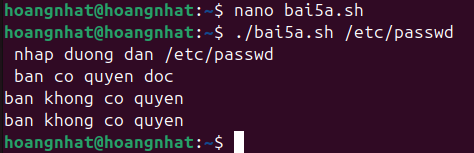 hoangnhat@hoangnhat:~$ nano bai5a.sh
hoangnhat@hoangnhat:~$ ./bai5a.sh /etc/passwd
 nhap duong dan /etc/passwd
 ban co quyen doc
ban khong co quyen
ban khong co quyen
hoangnhat@hoangnhat:~$